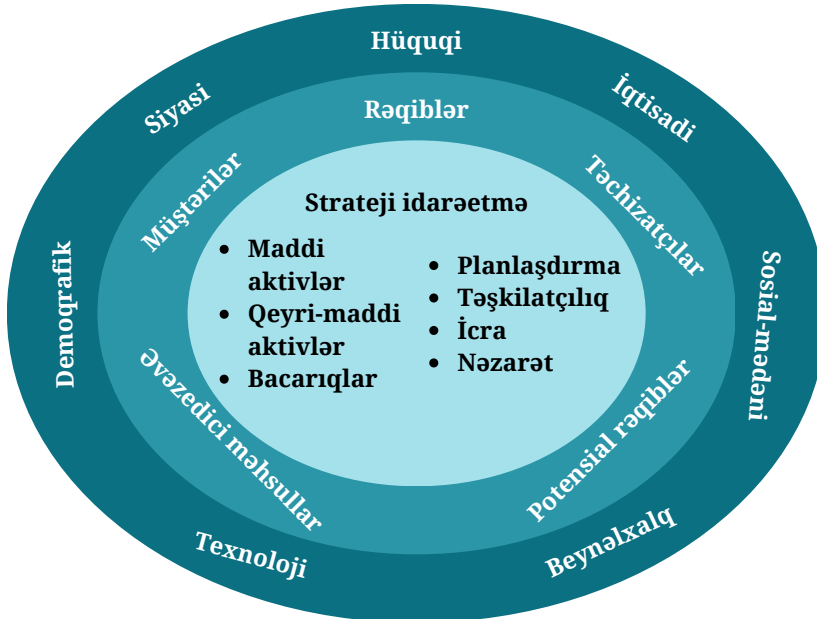 Hüquqi
Siyasi
İqtisadi
Demoqrafik
Sosial-mədəni
Texnoloji
Beynəlxalq
Rəqiblər
Müştərilər
Təchizatçılar
Əvəzedici məhsullar
Potensial rəqiblər
Strateji idarəetmə
• Maddi
aktivlər
• Qeyri-maddi
aktivlər
• Bacarıqlar
• Planlaşdırma
• Təşkilatçılıq
• İcra
• Nəzarət